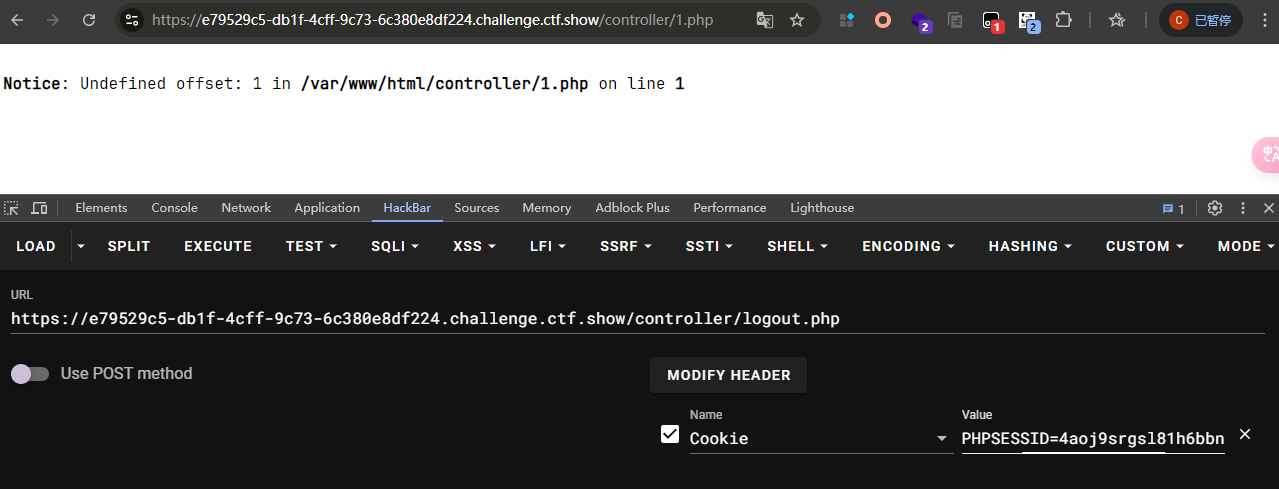 https://e79529c5-db1f-4cff-9c73-6c380e8df224.challenge.ctf.show/controller/1.php
2
1
2
C 已暂停
Notice: Undefined offset: 1 in /var/www/html/controller/1.php on line 1
中
A
Elements Console Network Application HackBar Sources Memory Adblock Plus Performance Lighthouse 1
LOAD SPLIT EXECUTE TEST SQLI XSS LFI SSRF SSTI SHELL ENCODING HASHING CUSTOM MODE
URL
https://e79529c5-db1f-4cff-9c73-6c380e8df224.challenge.ctf.show/controller/logout.php
Use POST method
MODIFY HEADER
Name Value
Cookie PHPSESSID=4aoj9srgsl81h6bbn